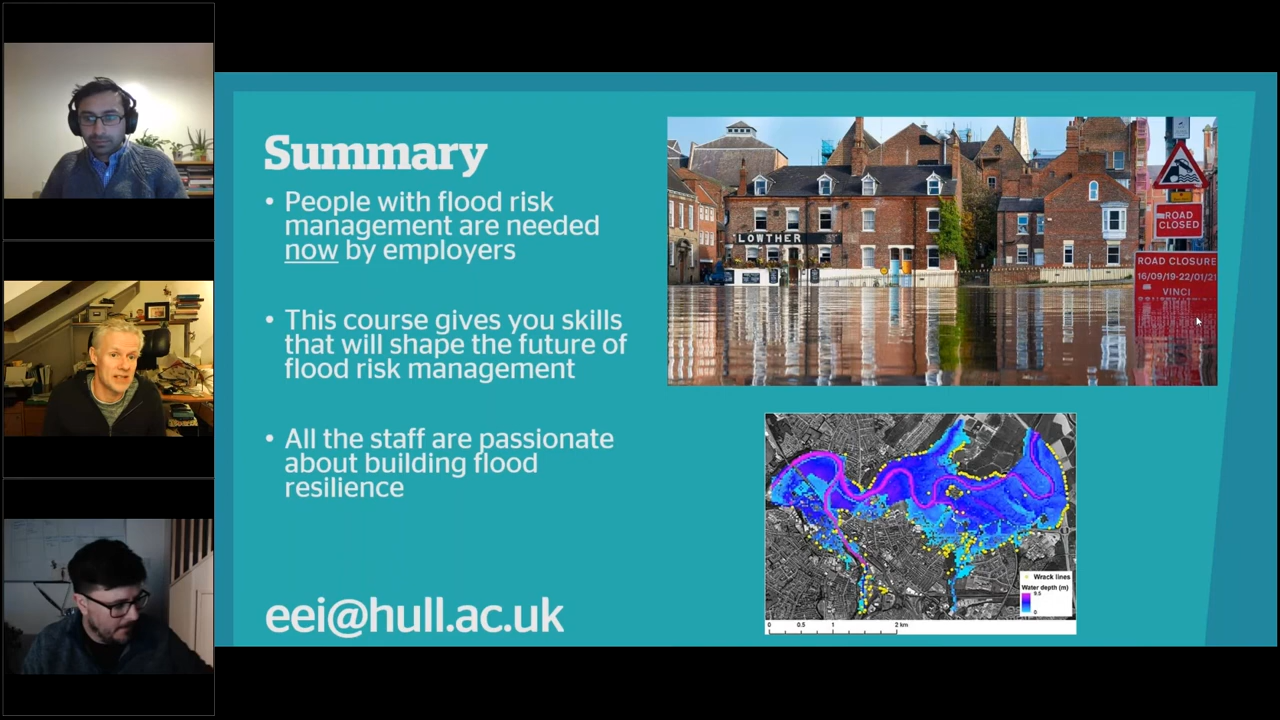 Summary
• People with flood risk
management are needed
now by employers
• This course gives you skills
that will shape the future of
flood risk management
• All the staff are passionate
about building flood
resilience
eei@hull.ac.uk
LOWTHER
ROAD
CLOSED
ROAD CLOSURE
16/09/19-22/01/21
VINCI
Wrack lines
Water depth (m)
9.5
0
0 0.5 1 2 km